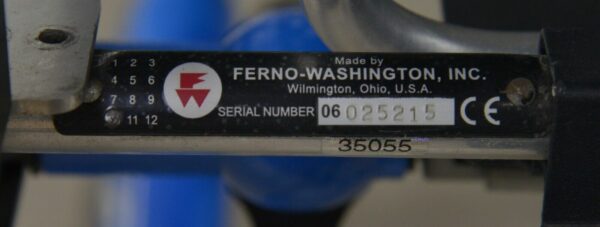 1 2 3
4 5 6
7 8 9
11 12
FW
Made by
FERNO-WASHINGTON, INC.
Wilmington, Ohio, U.S.A.
SERIAL NUMBER 06 025215 CE
35055